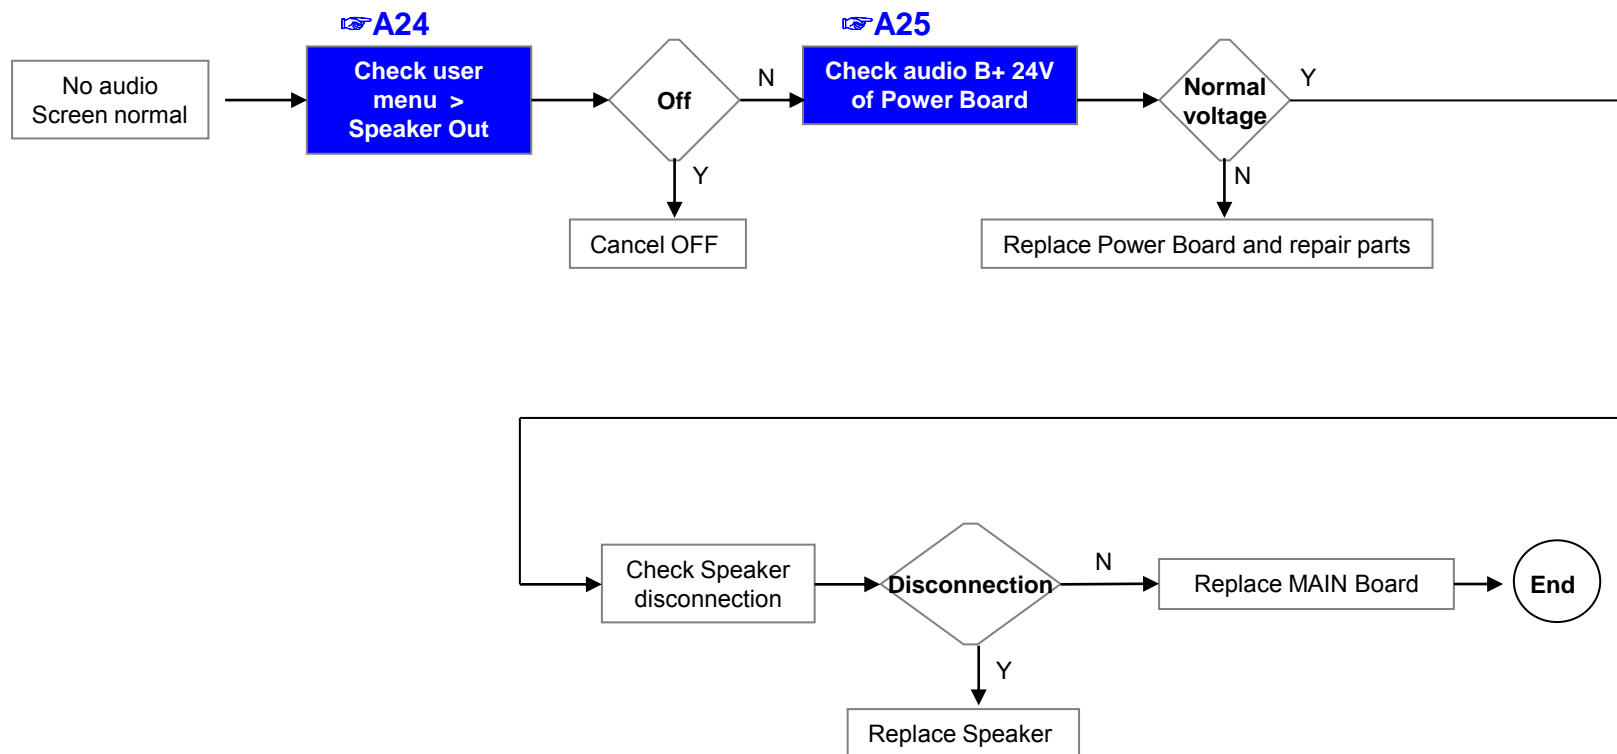 ☞A24
☞A25
No audio
Screen normal
Check user
menu >
Speaker Out
Off
N
Check audio B+ 24V
of Power Board
Normal
voltage
Y
Y
N
Cancel OFF
Replace Power Board and repair parts
Check Speaker
disconnection
Disconnection
N
Replace MAIN Board
End
Y
Replace Speaker